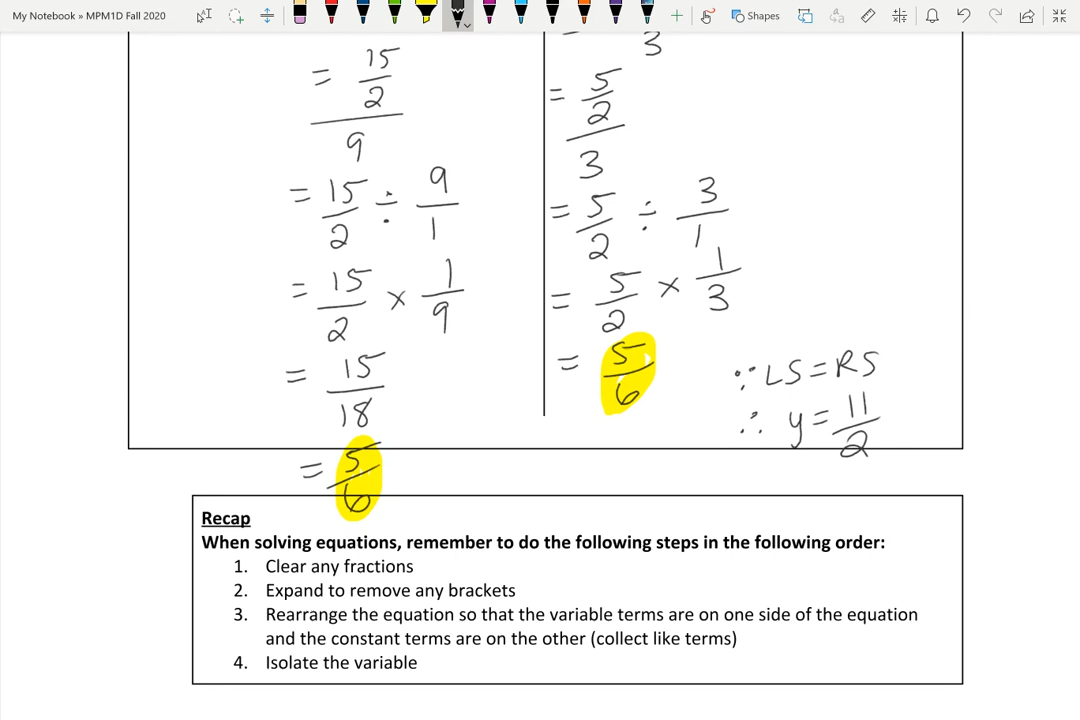 My Notebook » MPM1D Fall 2020
Shapes
= 15/2
9
= 15/2 ÷ 9/1
= 15/2 × 1/9
= 15/18
= 5/6
= 3
= 5/2
3
= 5/2 ÷ 3/1
= 5/2 × 1/3
= 5/6
∵ LS = RS
∴ y = 11/2
Recap
When solving equations, remember to do the following steps in the following order:
1. Clear any fractions
2. Expand to remove any brackets
3. Rearrange the equation so that the variable terms are on one side of the equation
and the constant terms are on the other (collect like terms)
4. Isolate the variable